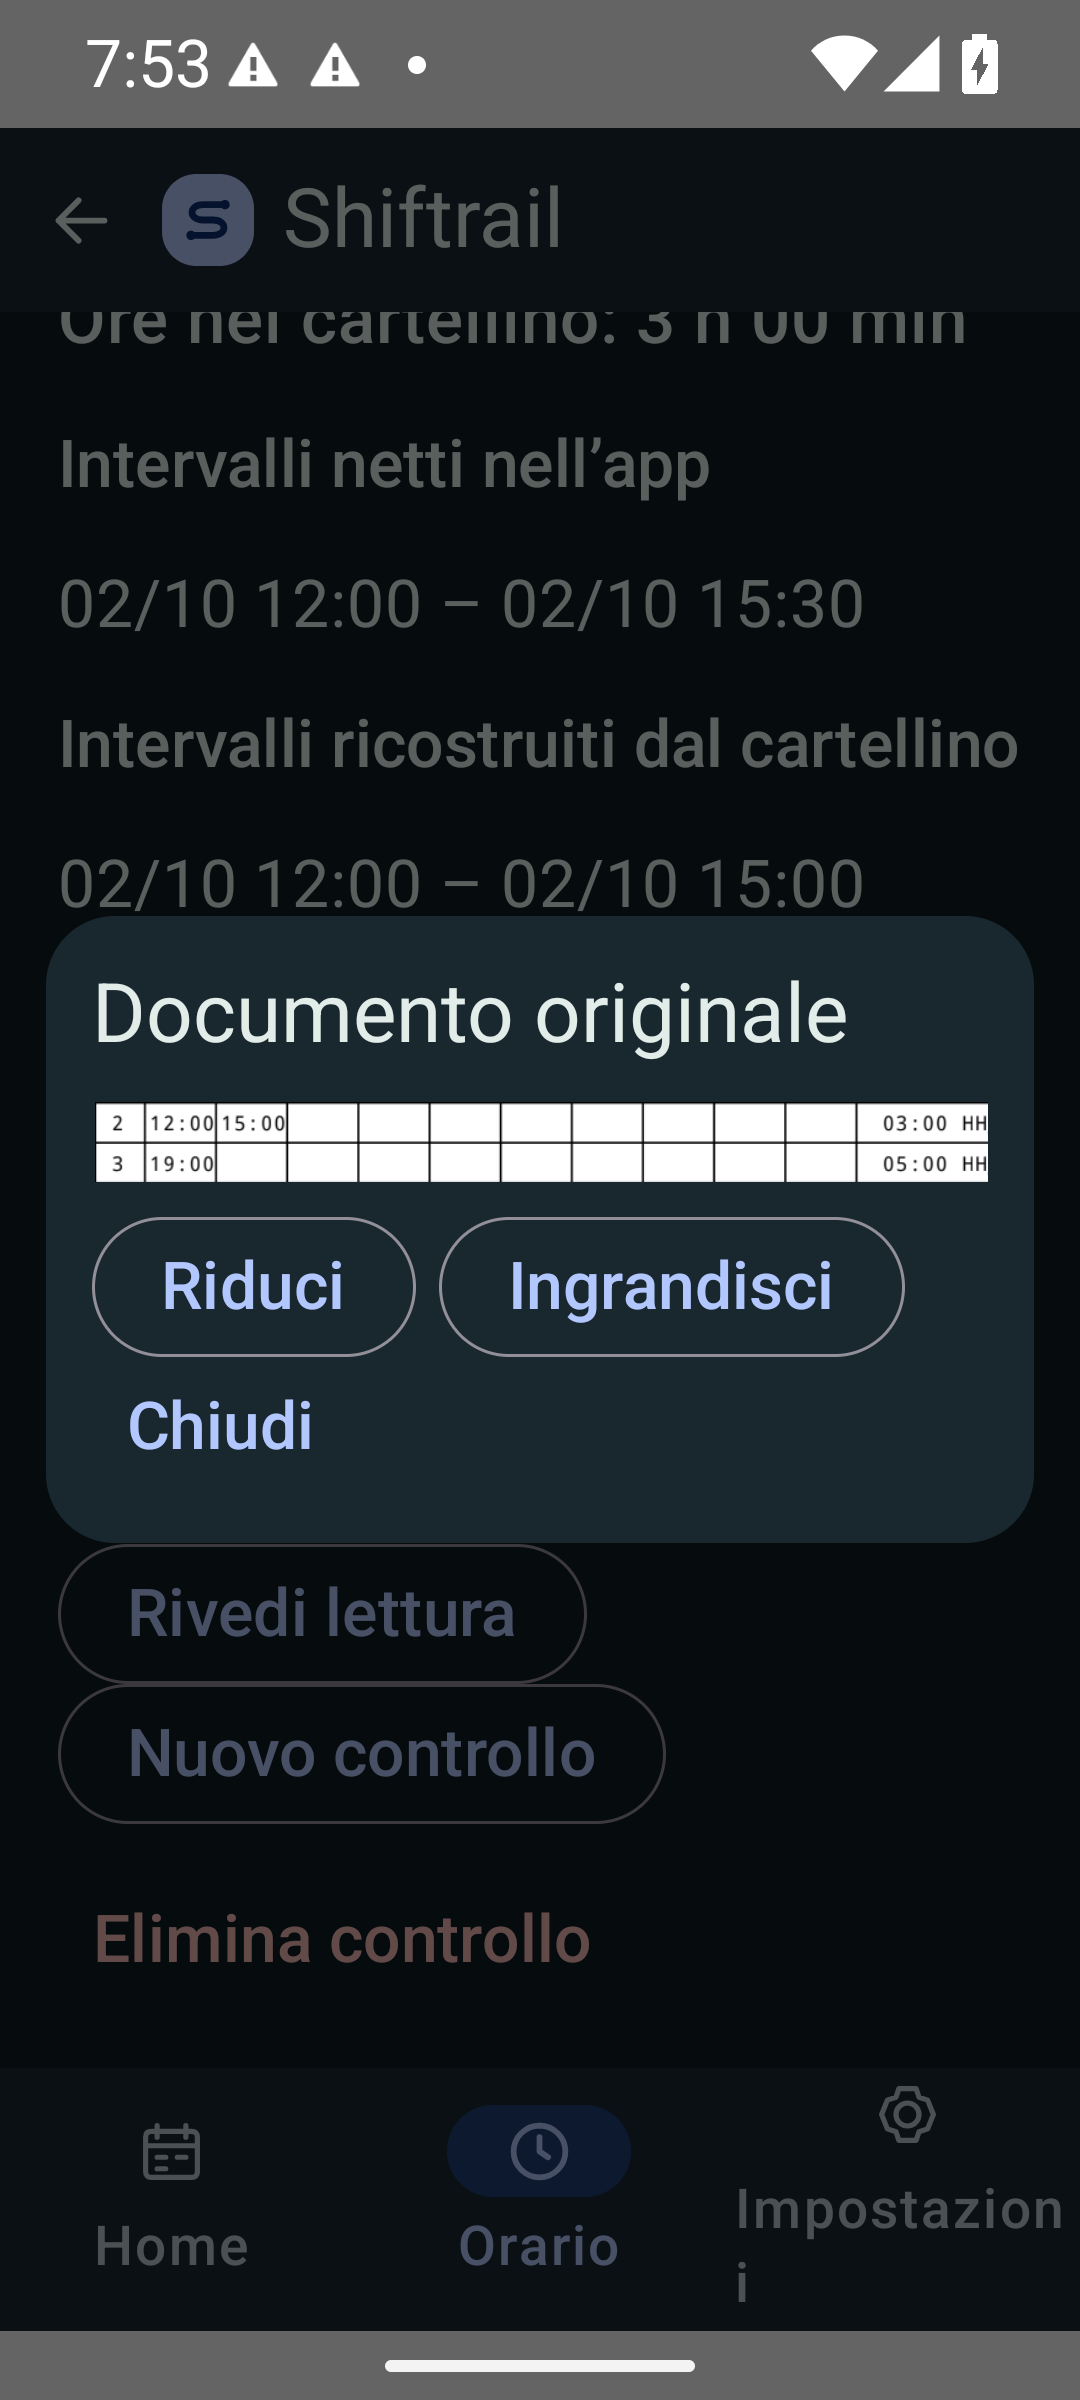 7:53
Shiftrail
Ore nel cartellino: 3 h 00 min
Intervalli netti nell’app
02/10 12:00 – 02/10 15:30
Intervalli ricostruiti dal cartellino
02/10 12:00 – 02/10 15:00
Documento originale
2 12:00 15:00 03:00 HH
3 19:00 05:00 HH
Riduci Ingrandisci
Chiudi
Rivedi lettura
Nuovo controllo
Elimina controllo
Home Orario Impostazion
i